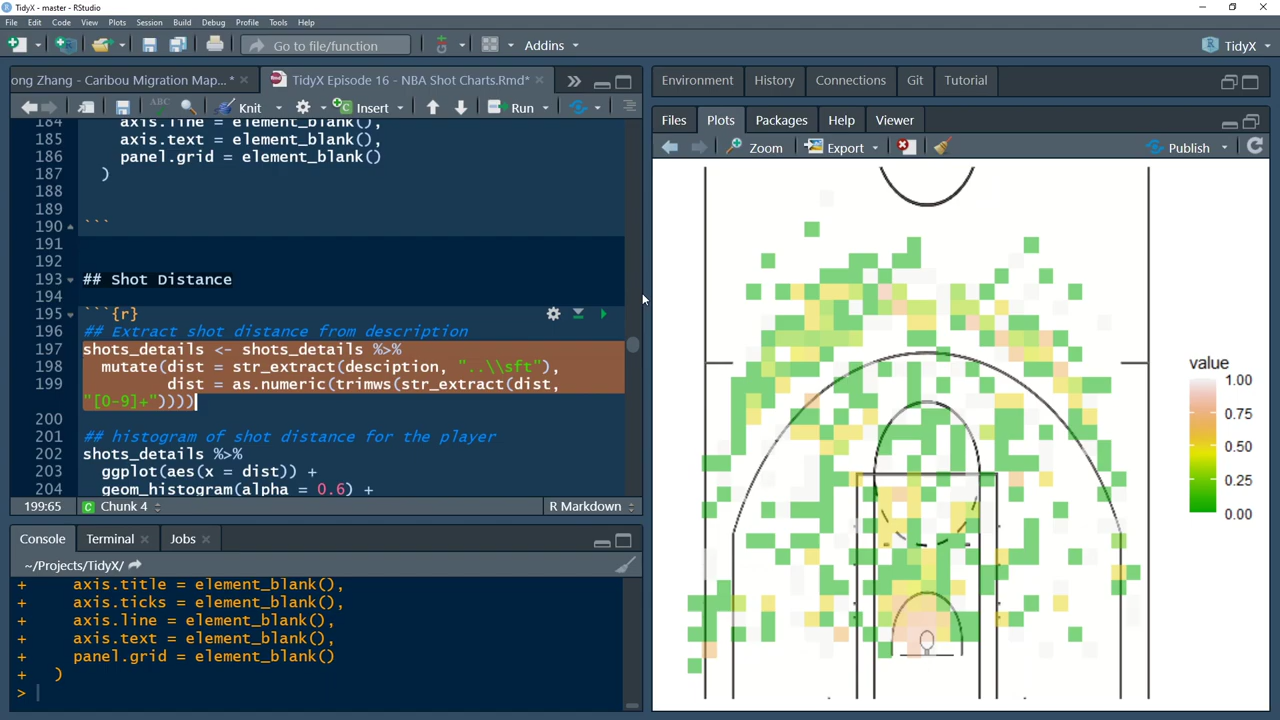 TidyX - master - RStudio
File Edit Code View Plots Session Build Debug Profile Tools Help
Go to file/function
Addins
TidyX
ong Zhang - Caribou Migration Map...*
TidyX Episode 16 - NBA Shot Charts.Rmd*
Knit
Insert
Run
184 axis.line = element_blank(),
185 axis.text = element_blank(),
186 panel.grid = element_blank()
187 )
188
189
190 ```
191
192
193 ## Shot Distance
194
195 ```{r}
196 ## Extract shot distance from description
197 shots_details <- shots_details %>%
198 mutate(dist = str_extract(desciption, "..\\sft"),
199 dist = as.numeric(trimws(str_extract(dist,
"[0-9]+"))))
200
201 ## histogram of shot distance for the player
202 shots_details %>%
203 ggplot(aes(x = dist)) +
204 geom_histogram(alpha = 0.6) +
199:65
Chunk 4
R Markdown
Console Terminal Jobs
~/Projects/TidyX/
+ axis.title = element_blank(),
+ axis.ticks = element_blank(),
+ axis.line = element_blank(),
+ axis.text = element_blank(),
+ panel.grid = element_blank()
+ )
>
Environment History Connections Git Tutorial
Files Plots Packages Help Viewer
Zoom Export Publish
value
1.00
0.75
0.50
0.25
0.00